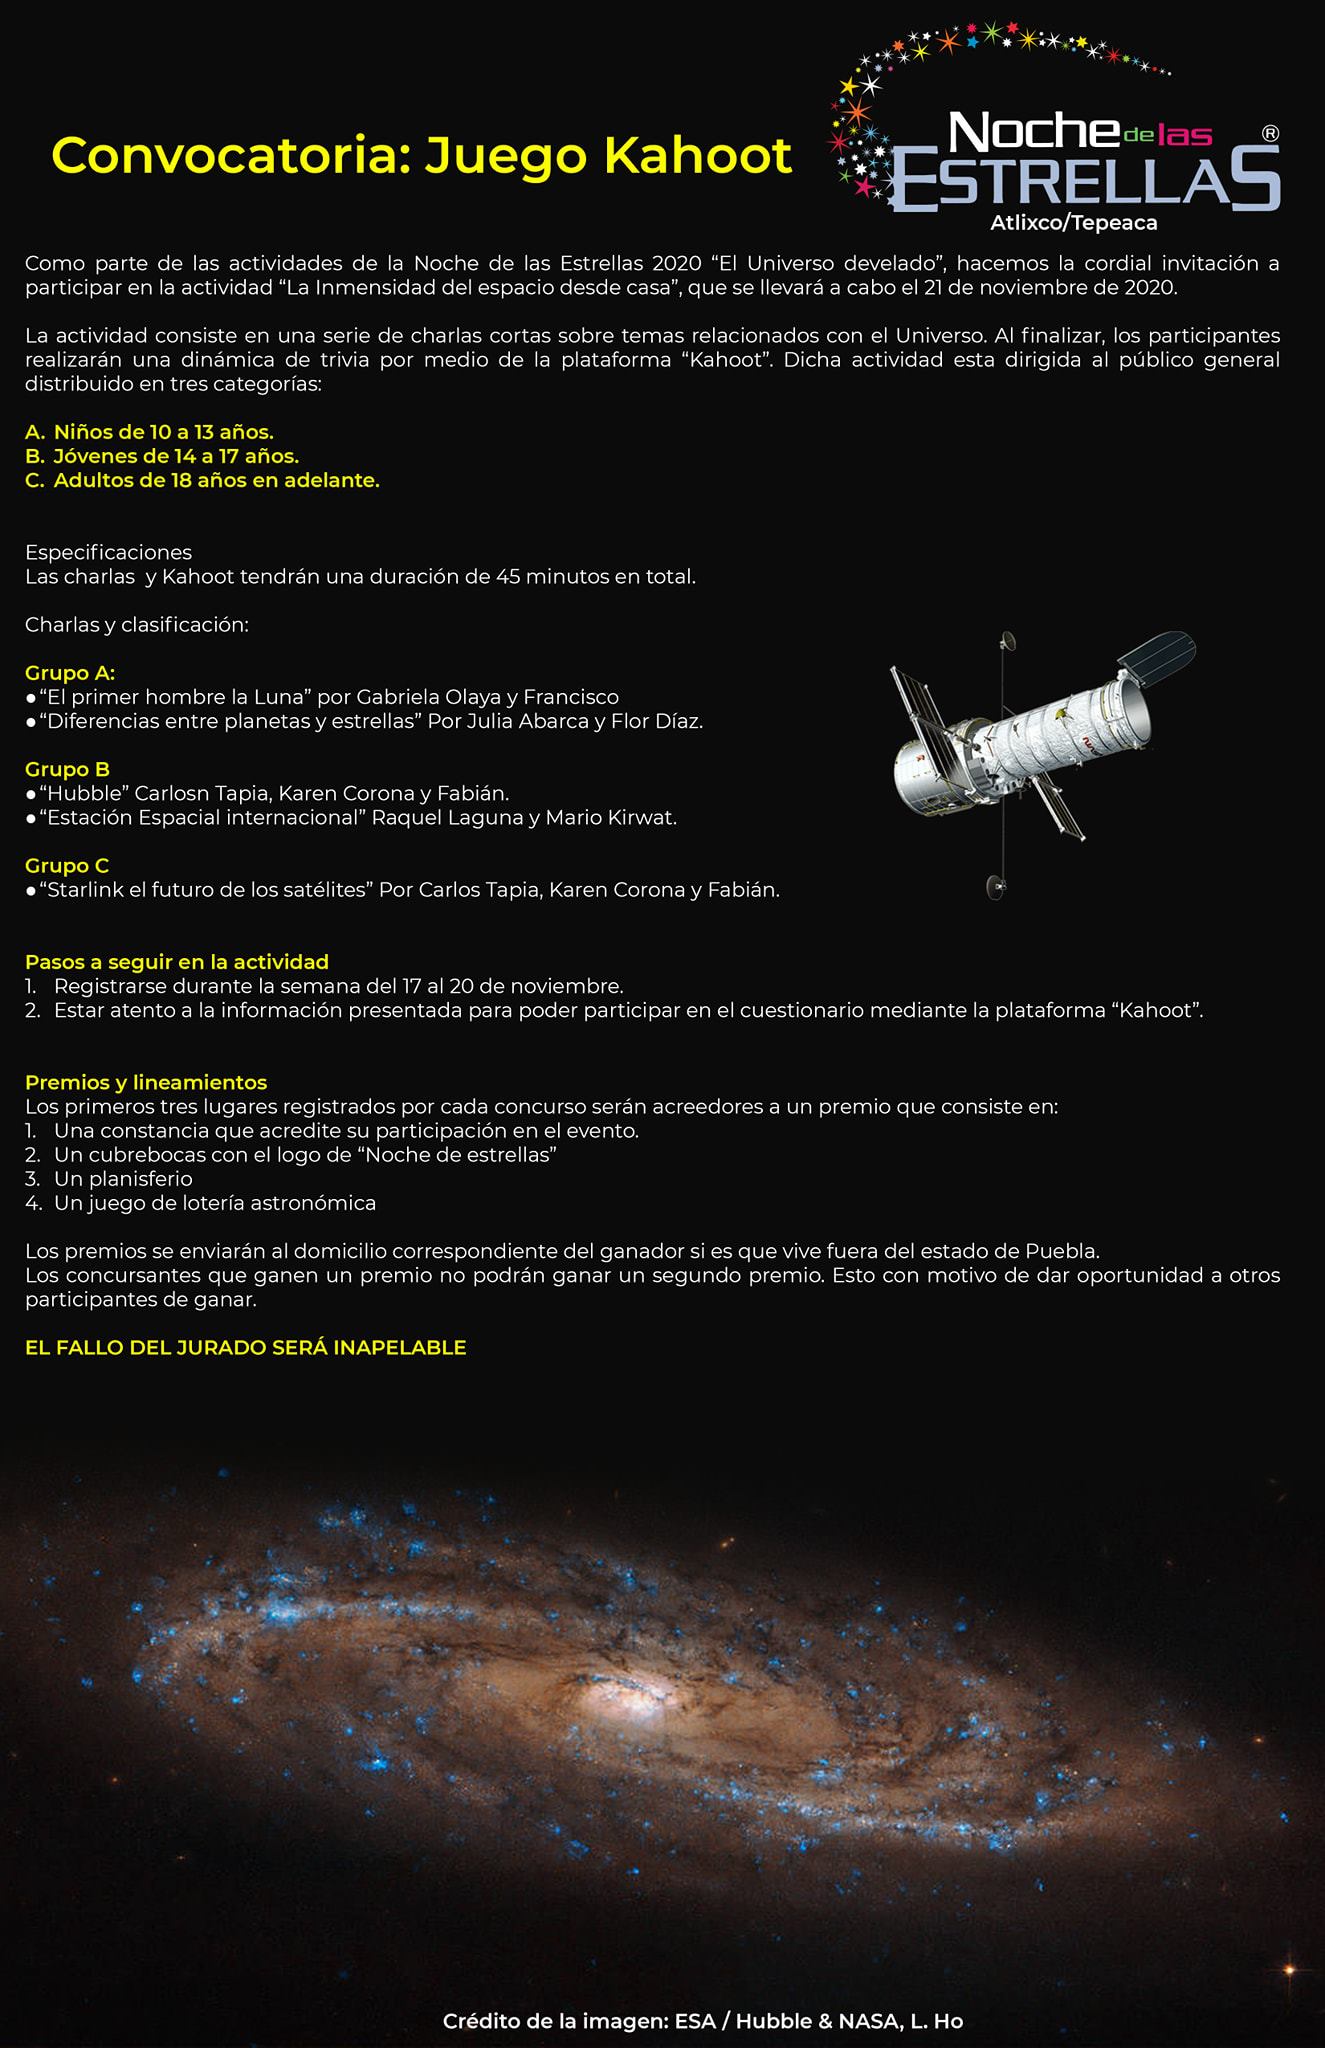 Convocatoria: Juego Kahoot
Noche de las
ESTRELLAS ®
Atlixco/Tepeaca
Como parte de las actividades de la Noche de las Estrellas 2020 “El Universo develado”, hacemos la cordial invitación a
participar en la actividad “La Inmensidad del espacio desde casa”, que se llevará a cabo el 21 de noviembre de 2020.
La actividad consiste en una serie de charlas cortas sobre temas relacionados con el Universo. Al finalizar, los participantes
realizarán una dinámica de trivia por medio de la plataforma “Kahoot”. Dicha actividad esta dirigida al público general
distribuido en tres categorías:
A. Niños de 10 a 13 años.
B. Jóvenes de 14 a 17 años.
C. Adultos de 18 años en adelante.
Especificaciones
Las charlas y Kahoot tendrán una duración de 45 minutos en total.
Charlas y clasificación:
Grupo A:
● “El primer hombre la Luna” por Gabriela Olaya y Francisco
● “Diferencias entre planetas y estrellas” Por Julia Abarca y Flor Díaz.
Grupo B
● “Hubble” Carlosn Tapia, Karen Corona y Fabián.
● “Estación Espacial internacional” Raquel Laguna y Mario Kirwat.
Grupo C
● “Starlink el futuro de los satélites” Por Carlos Tapia, Karen Corona y Fabián.
Pasos a seguir en la actividad
1. Registrarse durante la semana del 17 al 20 de noviembre.
2. Estar atento a la información presentada para poder participar en el cuestionario mediante la plataforma “Kahoot”.
Premios y lineamientos
Los primeros tres lugares registrados por cada concurso serán acreedores a un premio que consiste en:
1. Una constancia que acredite su participación en el evento.
2. Un cubrebocas con el logo de “Noche de estrellas”
3. Un planisferio
4. Un juego de lotería astronómica
Los premios se enviarán al domicilio correspondiente del ganador si es que vive fuera del estado de Puebla.
Los concursantes que ganen un premio no podrán ganar un segundo premio. Esto con motivo de dar oportunidad a otros
participantes de ganar.
EL FALLO DEL JURADO SERÁ INAPELABLE
Crédito de la imagen: ESA / Hubble & NASA, L. Ho